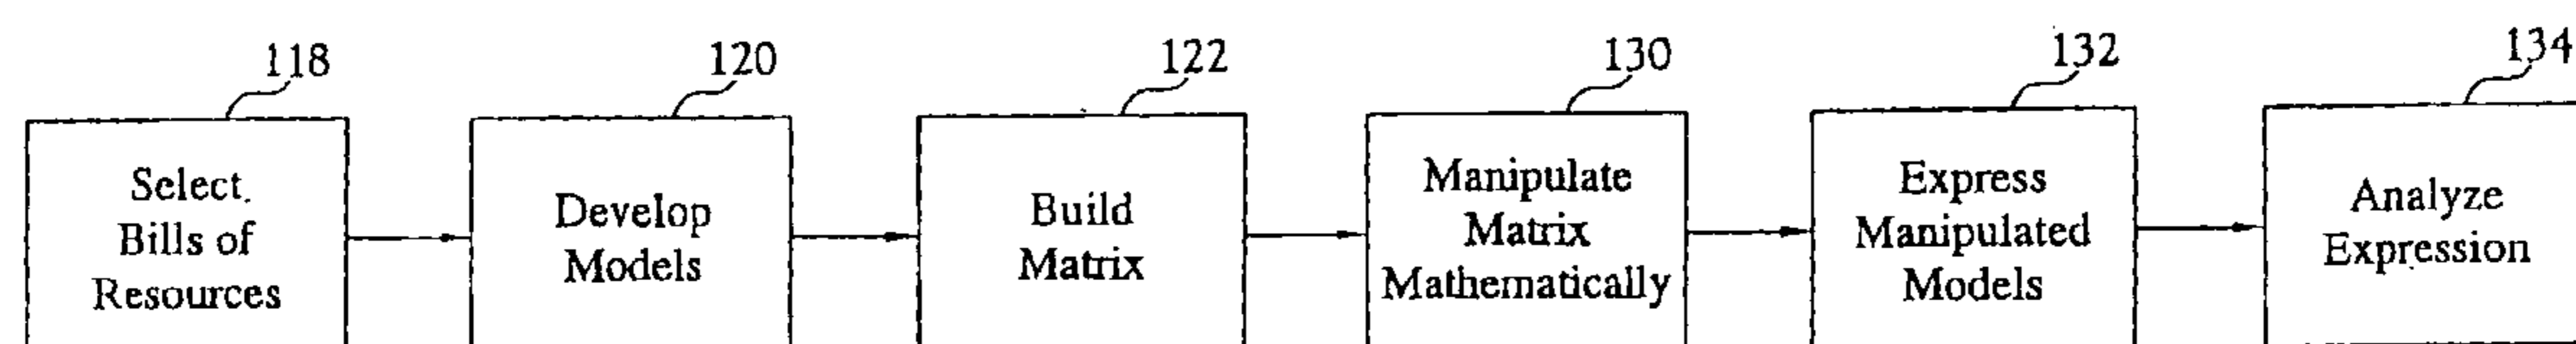 118
120
122
130
132
134
Select
Bills of
Resources
Develop
Models
Build
Matrix
Manipulate
Matrix
Mathematically
Express
Manipulated
Models
Analyze
Expression